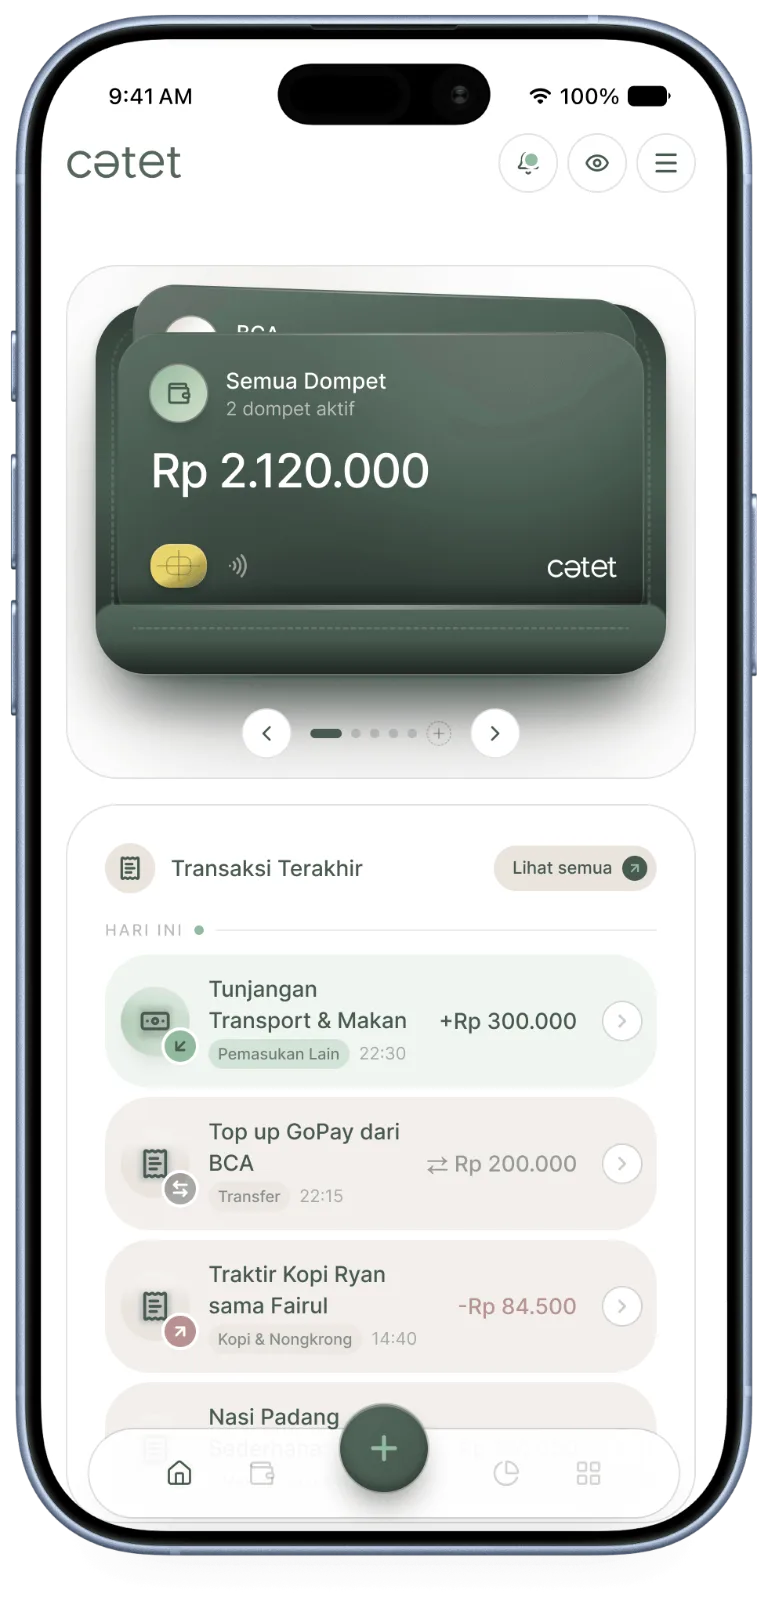 9:41 AM
100%
cətet
BCA
Semua Dompet
2 dompet aktif
Rp 2.120.000
cətet
Transaksi Terakhir
Lihat semua
HARI INI
Tunjangan
Transport & Makan
+Rp 300.000
Pemasukan Lain 22:30
Top up GoPay dari
BCA
Rp 200.000
Transfer 22:15
Traktir Kopi Ryan
sama Fairul
-Rp 84.500
Kopi & Nongkrong 14:40
Nasi Padang